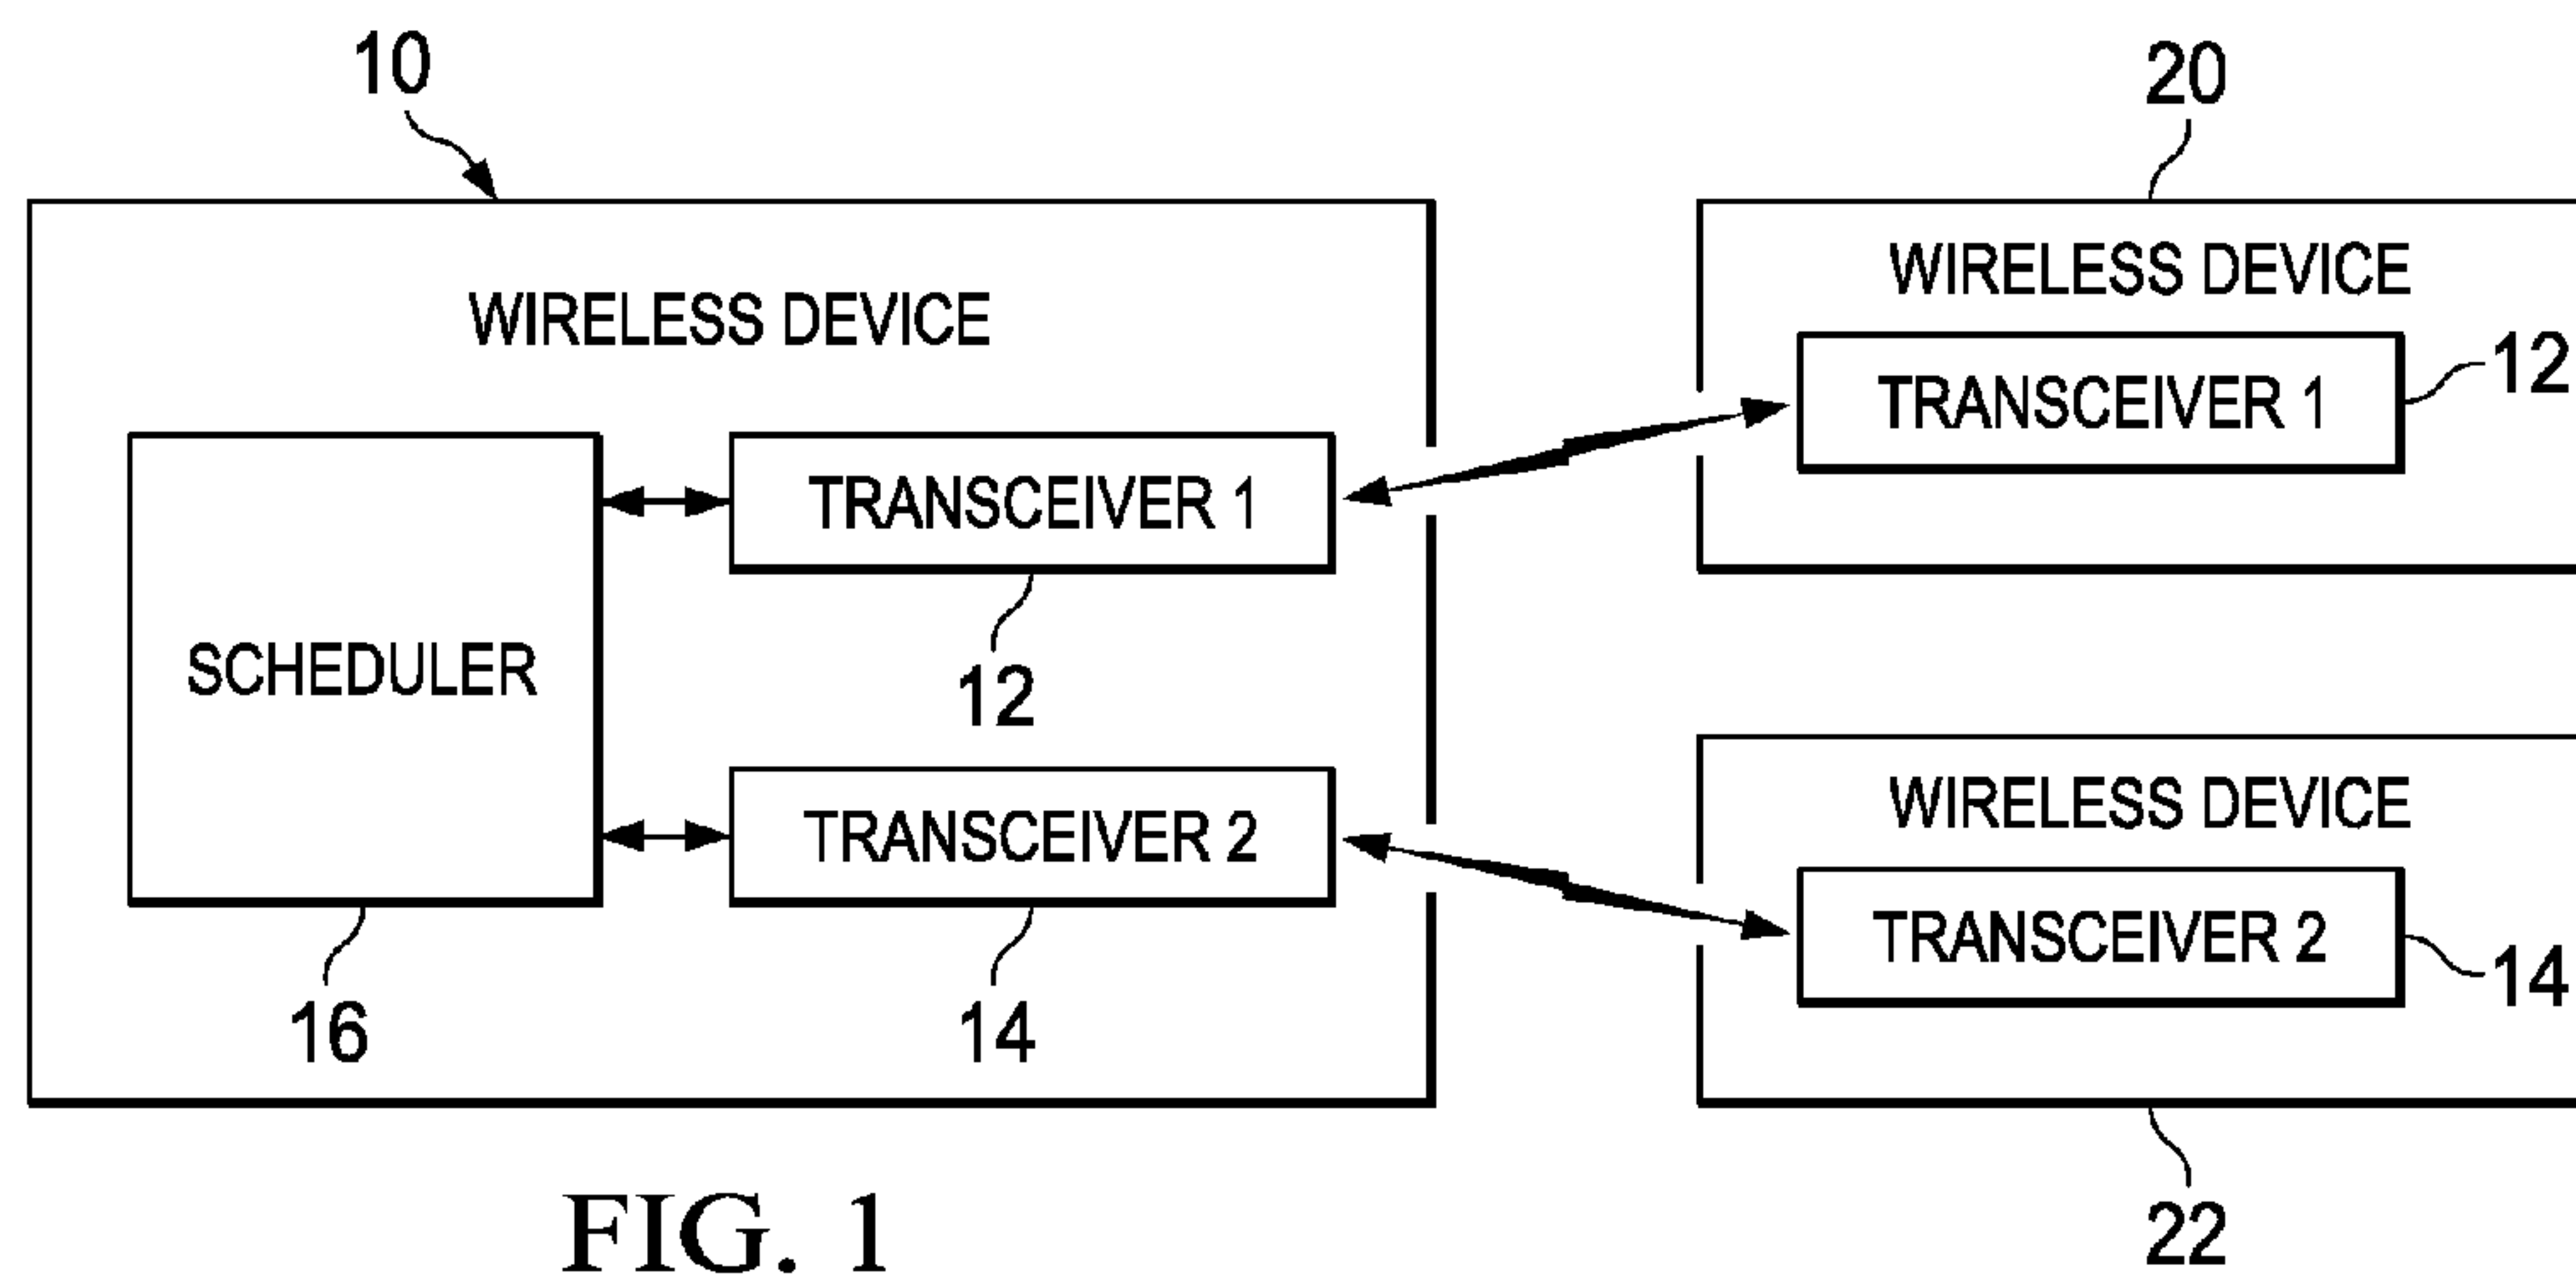 10
20
WIRELESS DEVICE
WIRELESS DEVICE
TRANSCEIVER 1
12
TRANSCEIVER 1
12
SCHEDULER
TRANSCEIVER 2
14
16
WIRELESS DEVICE
TRANSCEIVER 2
14
22
FIG. 1